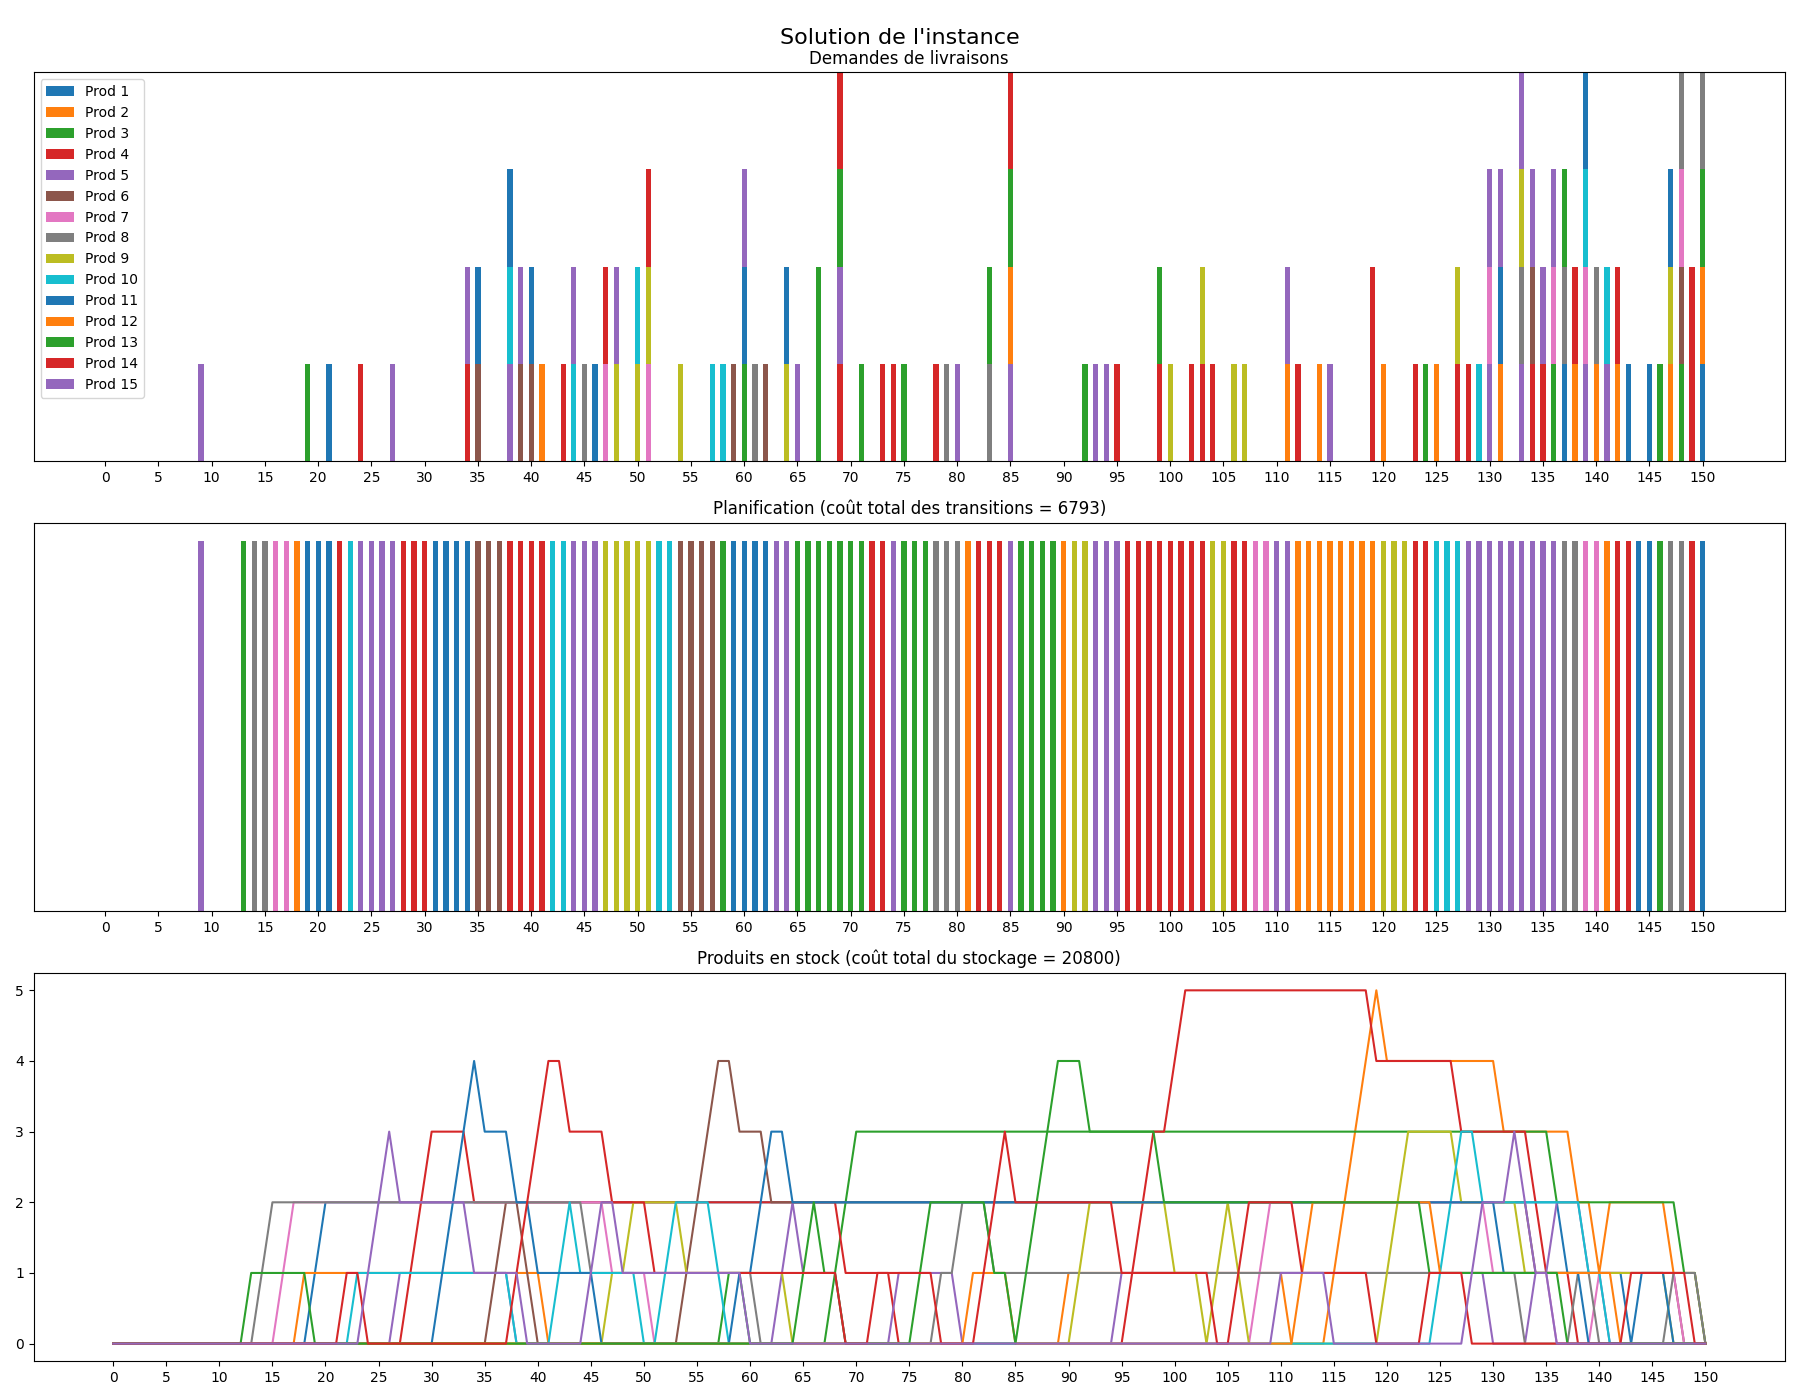 Solution de l'instance
Demandes de livraisons
Prod 1
Prod 2
Prod 3
Prod 4
Prod 5
Prod 6
Prod 7
Prod 8
Prod 9
Prod 10
Prod 11
Prod 12
Prod 13
Prod 14
Prod 15
0 5 10 15 20 25 30 35 40 45 50 55 60 65 70 75 80 85 90 95 100 105 110 115 120 125 130 135 140 145 150
Planification (coût total des transitions = 6793)
0 5 10 15 20 25 30 35 40 45 50 55 60 65 70 75 80 85 90 95 100 105 110 115 120 125 130 135 140 145 150
Produits en stock (coût total du stockage = 20800)
5
4
3
2
1
0
0 5 10 15 20 25 30 35 40 45 50 55 60 65 70 75 80 85 90 95 100 105 110 115 120 125 130 135 140 145 150